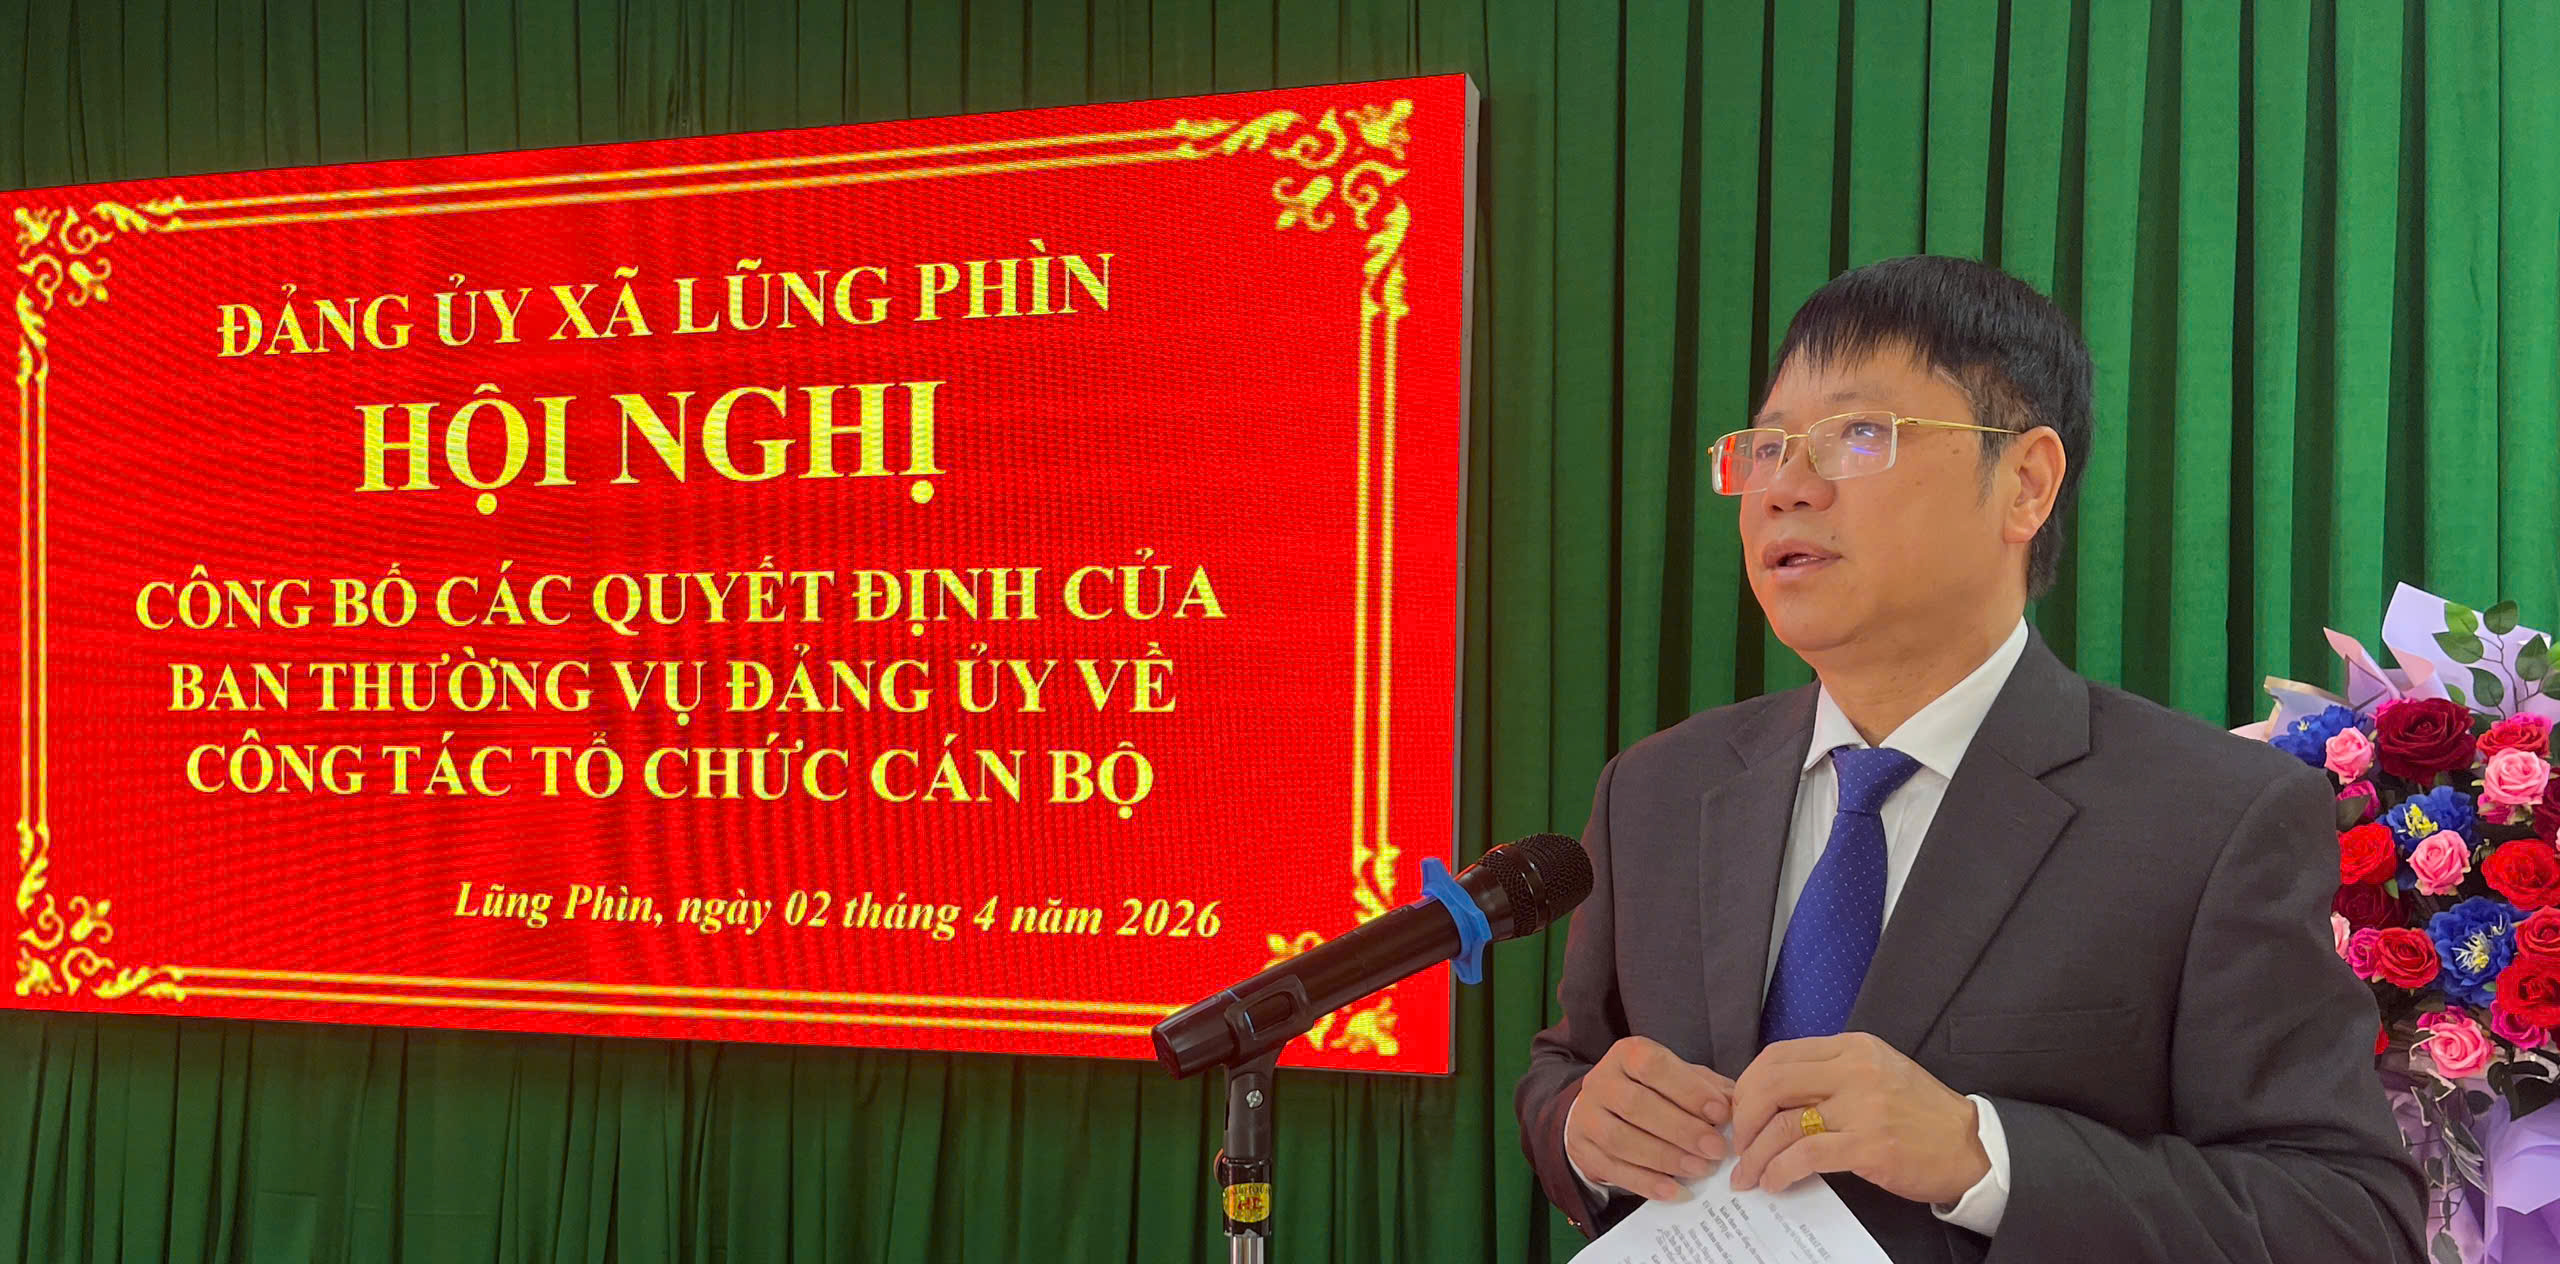 ĐẢNG ỦY XÃ LŨNG PHÌN
HỘI NGHỊ
CÔNG BỐ CÁC QUYẾT ĐỊNH CỦA
BAN THƯỜNG VỤ ĐẢNG ỦY VỀ
CÔNG TÁC TỔ CHỨC CÁN BỘ
Lũng Phìn, ngày 02 tháng 4 năm 2026